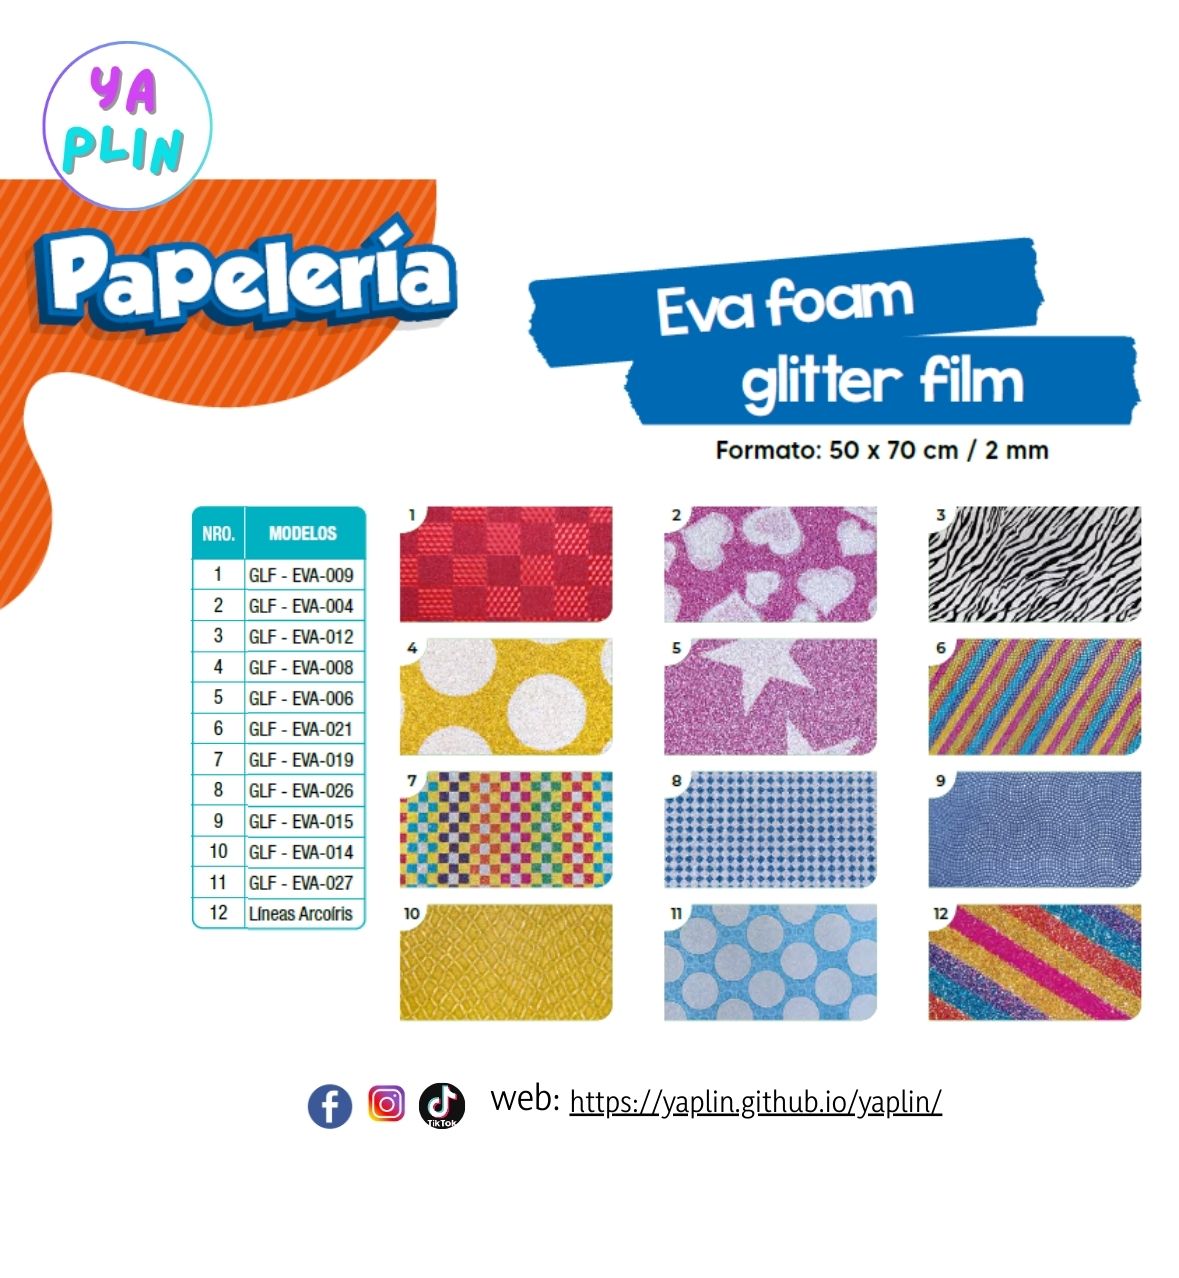 YA
PLIN
Papelería
Eva foam
glitter film
Formato: 50 x 70 cm / 2 mm
NRO. MODELOS
1 GLF - EVA-009
2 GLF - EVA-004
3 GLF - EVA-012
4 GLF - EVA-008
5 GLF - EVA-006
6 GLF - EVA-021
7 GLF - EVA-019
8 GLF - EVA-026
9 GLF - EVA-015
10 GLF - EVA-014
11 GLF - EVA-027
12 Líneas Arcoíris
1 2 3
4 5 6
7 8 9
10 11 12
TikTok
web: https://yaplin.github.io/yaplin/